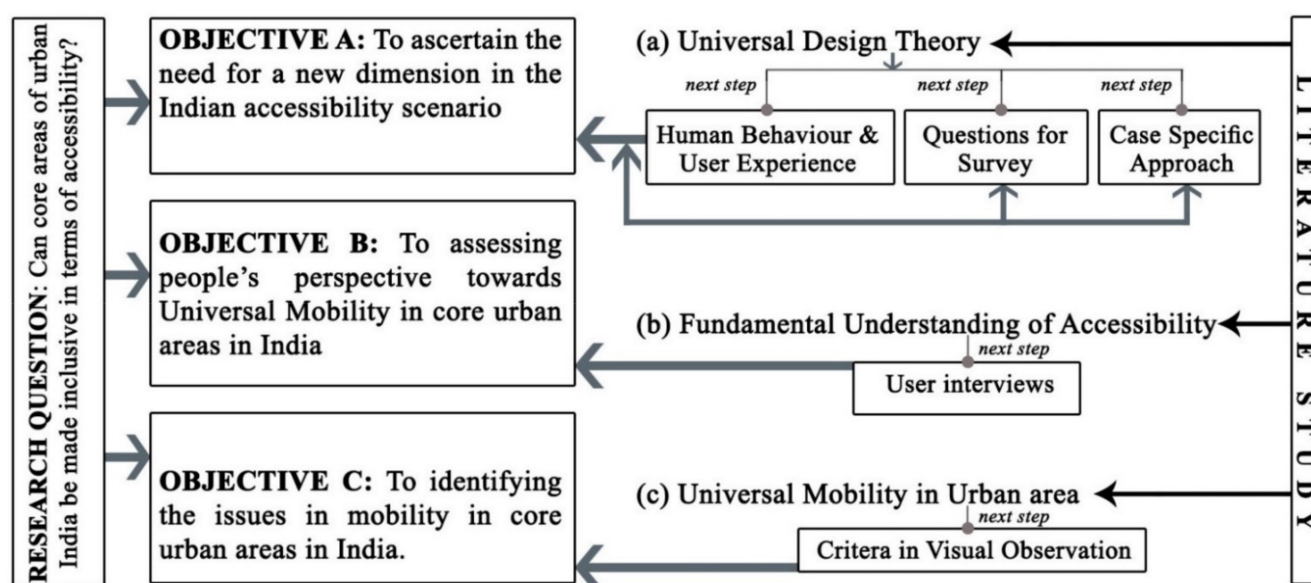 RESEARCH QUESTION: Can core areas of urban
India be made inclusive in terms of accessibility?
OBJECTIVE A: To ascertain the
need for a new dimension in the
Indian accessibility scenario
OBJECTIVE B: To assessing
people’s perspective towards
Universal Mobility in core urban
areas in India
OBJECTIVE C: To identifying
the issues in mobility in core
urban areas in India.
(a) Universal Design Theory
next step
next step
next step
Human Behaviour &
User Experience
Questions for
Survey
Case Specific
Approach
(b) Fundamental Understanding of Accessibility
next step
User interviews
(c) Universal Mobility in Urban area
next step
Critera in Visual Observation
LITERATURE STUDY